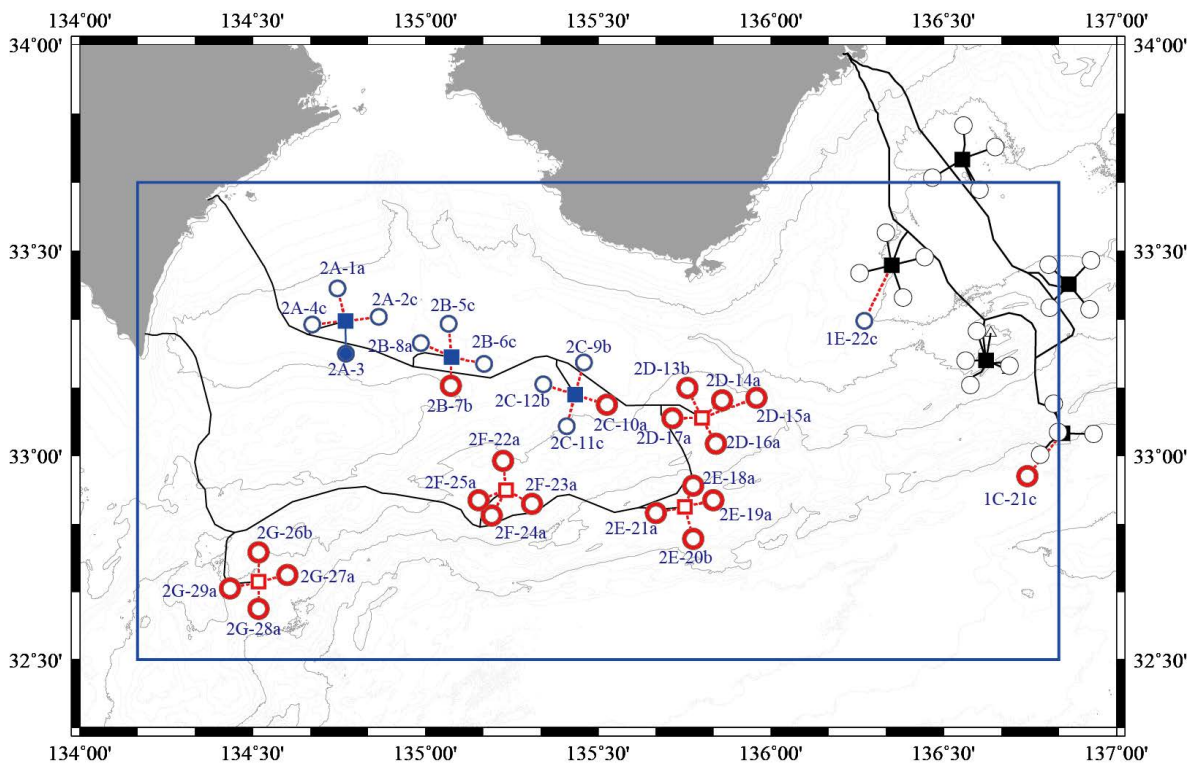 134°00' 134°30' 135°00' 135°30' 136°00' 136°30' 137°00'
34°00' 34°00'
33°30' 33°30'
2A-1a
2A-4c 2A-2c
2B-5c
2B-8a 2B-6c
1E-22c
2C-9b
2A-3
2D-13b
2D-14a
2C-12b
2B-7b
2D-15a
2C-10a
2C-11c 2D-17a
2F-22a 2D-16a
33°00' 33°00'
2F-25a 2F-23a 2E-18a
1C-21c
2E-19a
2E-21a
2F-24a
2G-26b
2E-20b
2G-27a
2G-29a
2G-28a
32°30' 32°30'
134°00' 134°30' 135°00' 135°30' 136°00' 136°30' 137°00'